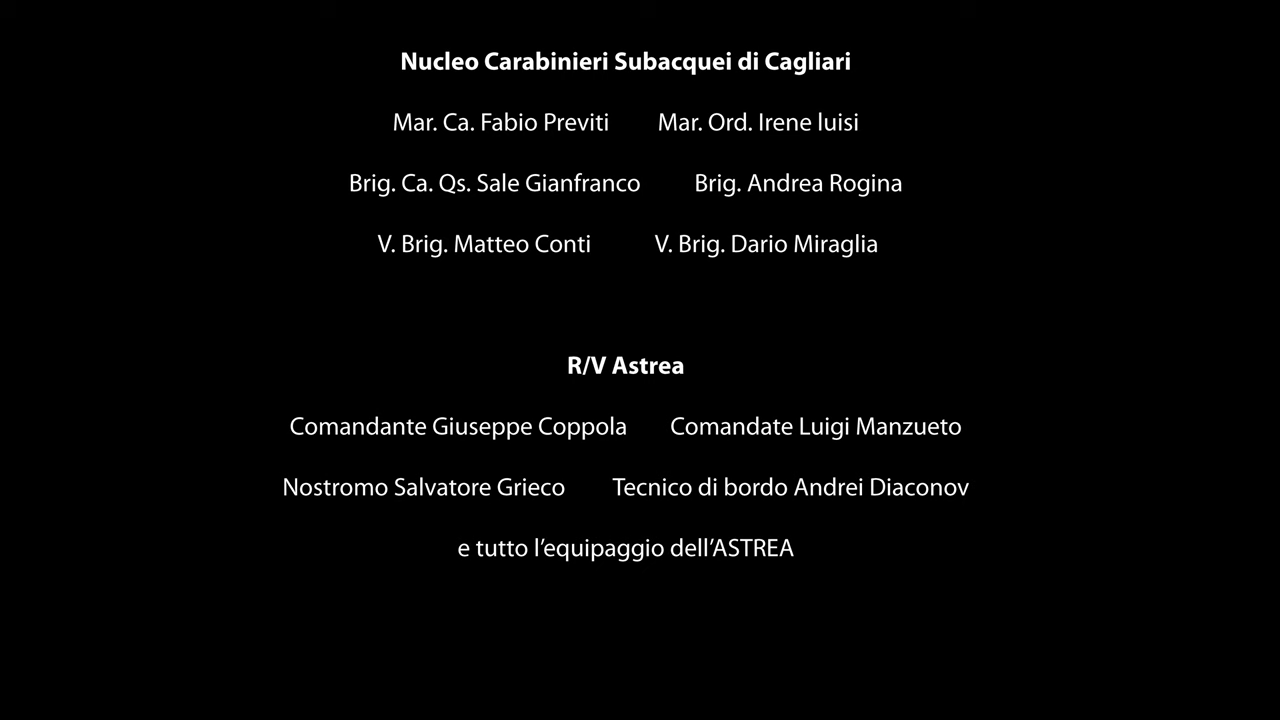 Nucleo Carabinieri Subacquei di Cagliari
Mar. Ca. Fabio Previti Mar. Ord. Irene luisi
Brig. Ca. Qs. Sale Gianfranco Brig. Andrea Rogina
V. Brig. Matteo Conti V. Brig. Dario Miraglia
R/V Astrea
Comandante Giuseppe Coppola Comandate Luigi Manzueto
Nostromo Salvatore Grieco Tecnico di bordo Andrei Diaconov
e tutto l’equipaggio dell’ASTREA